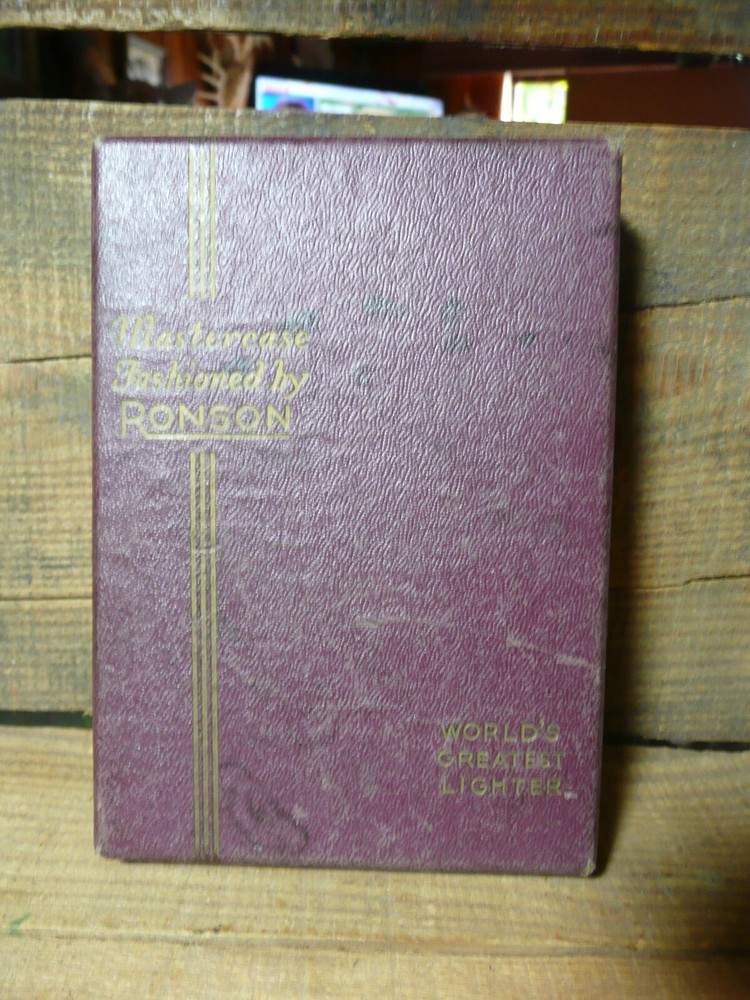 Mastercase
Fashioned by
RONSON
WORLD'S
GREATEST
LIGHTER